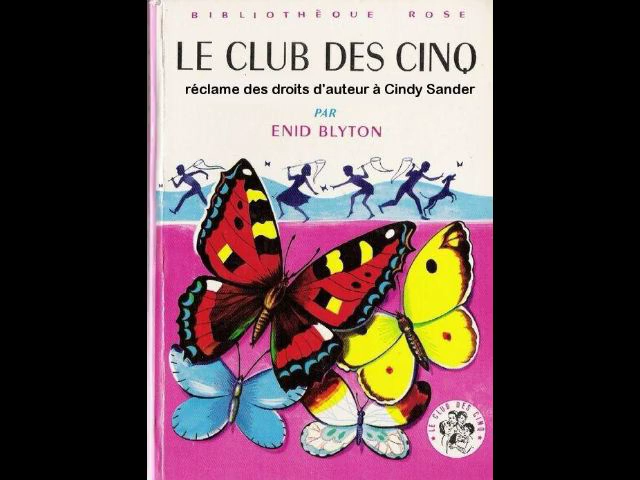 BIBLIOTHÈQUE ROSE
LE CLUB DES CINQ
réclame des droits d'auteur à Cindy Sander
PAR
ENID BLYTON
LE CLUB DES CINQ